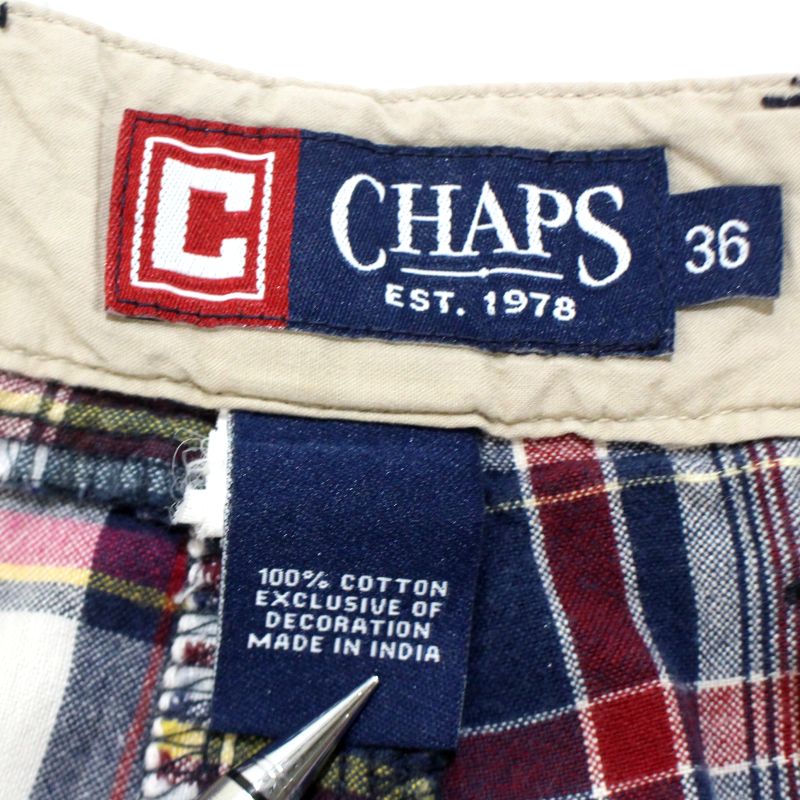 C CHAPS 36
EST. 1978
100% COTTON
EXCLUSIVE OF
DECORATION
MADE IN INDIA